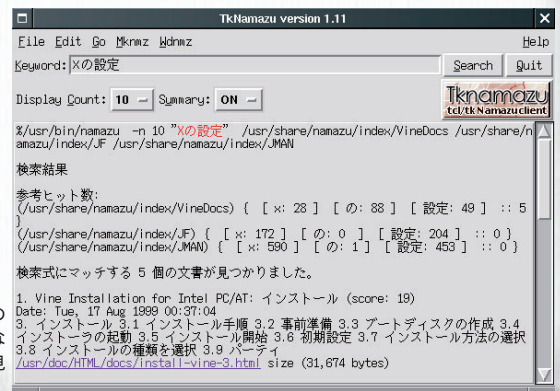 TkNamazu version 1.11
File Edit Go Mknmz Wdnmz Help
Keyword: Xの設定 Search Quit
Display Count: 10 Summary: ON
Tknamazu
tcl/tk Namazu client
%/usr/bin/namazu -n 10 "Xの設定" /usr/share/namazu/index/VineDocs /usr/share/n
amazu/index/JF /usr/share/namazu/index/JMAN
検索結果
参考ヒット数:
(/usr/share/namazu/index/VineDocs) { [ x: 28 ] [ の: 88 ] [ 設定: 49 ] :: 5
}
(/usr/share/namazu/index/JF) { [ x: 172 ] [ の: 0 ] [ 設定: 204 ] :: 0 }
(/usr/share/namazu/index/JMAN) { [ x: 590 ] [ の: 1 ] [ 設定: 453 ] :: 0 }
検索式にマッチする 5 個の文書が見つかりました。
1. Vine Installation for Intel PC/AT: インストール (score: 19)
Date: Tue, 17 Aug 1999 00:37:04
3. インストール 3.1 インストール手順 3.2 事前準備 3.3 ブートディスクの作成 3.4
インストーラの起動 3.5 インストール開始 3.6 初期設定 3.7 インストール方法の選択
3.8 インストールの種類を選択 3.9 パーティ
/usr/doc/HTML/docs/install-vine-3.html size (31,674 bytes)
の
な
見